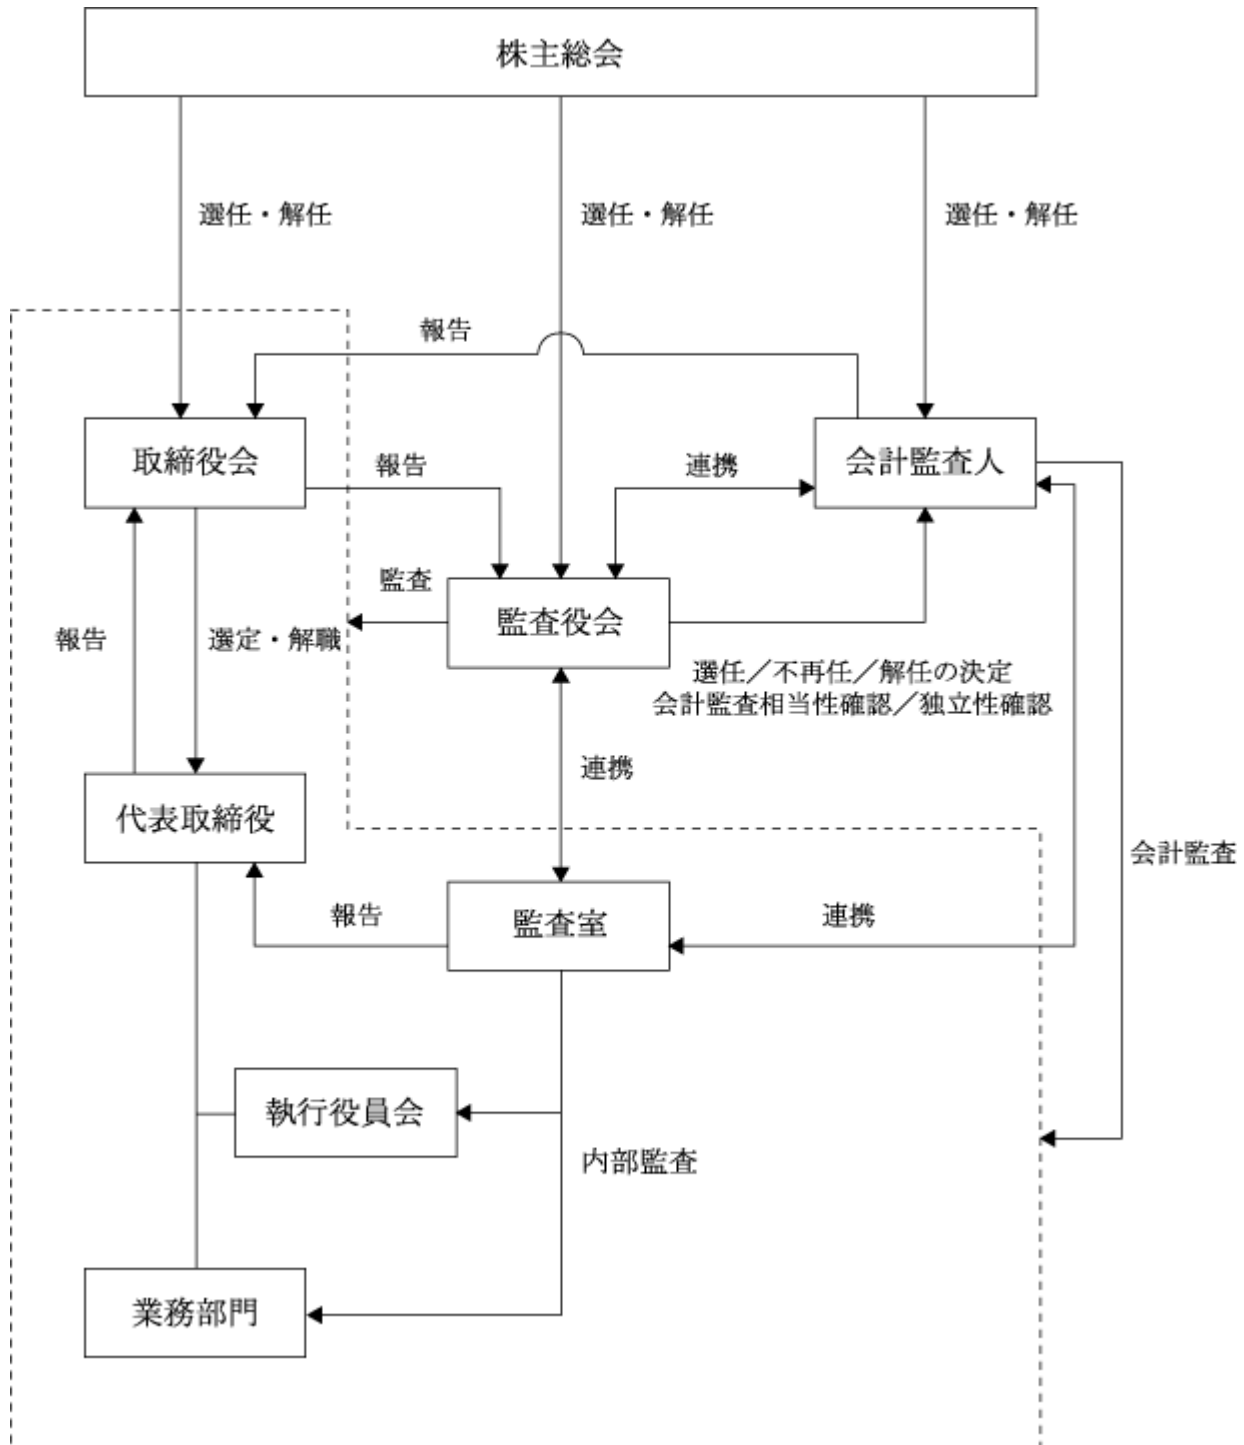 株主総会
選任・解任
選任・解任
選任・解任
報告
取締役会
報告
連携
会計監査人
監査
監査役会
報告
選定・解職
選任／不再任／解任の決定
会計監査相当性確認／独立性確認
連携
代表取締役
会計監査
報告
監査室
連携
執行役員会
内部監査
業務部門